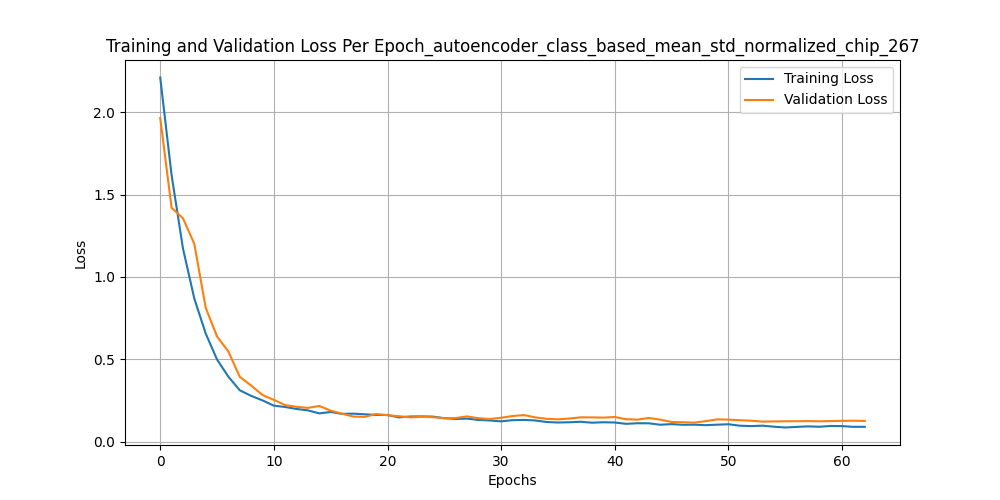 Training and Validation Loss Per Epoch_autoencoder_class_based_mean_std_normalized_chip_267
Training Loss
Validation Loss
2.0
1.5
1.0
0.5
0.0
Loss
0 10 20 30 40 50 60
Epochs